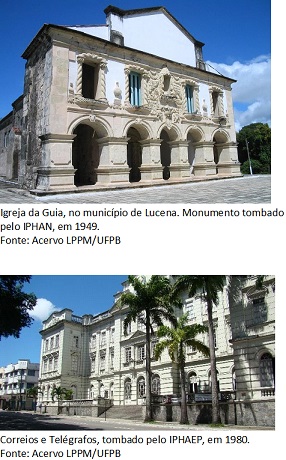 Igreja da Guia, no município de Lucena. Monumento tombado
pelo IPHAN, em 1949.
Fonte: Acervo LPPM/UFPB
Correios e Telégrafos, tombado pelo IPHAEP, em 1980.
Fonte: Acervo LPPM/UFPB